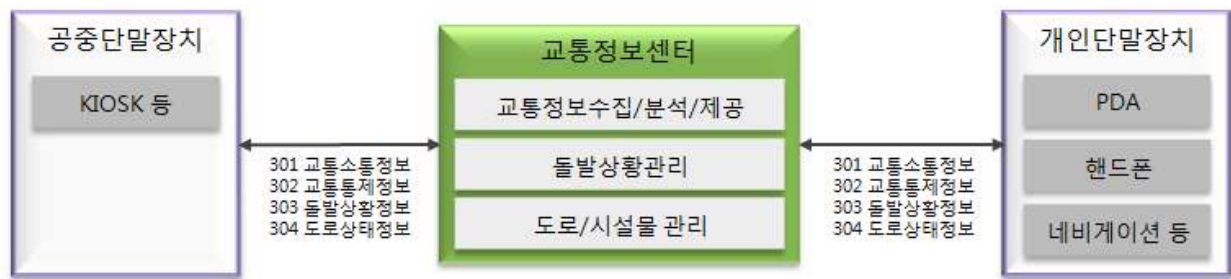 공중단말장치
KIOSK 등
301 교통소통정보
302 교통통제정보
303 돌발상황정보
304 도로상태정보
교통정보센터
교통정보수집/분석/제공
돌발상황관리
도로/시설물 관리
301 교통소통정보
302 교통통제정보
303 돌발상황정보
304 도로상태정보
개인단말장치
PDA
핸드폰
네비게이션 등